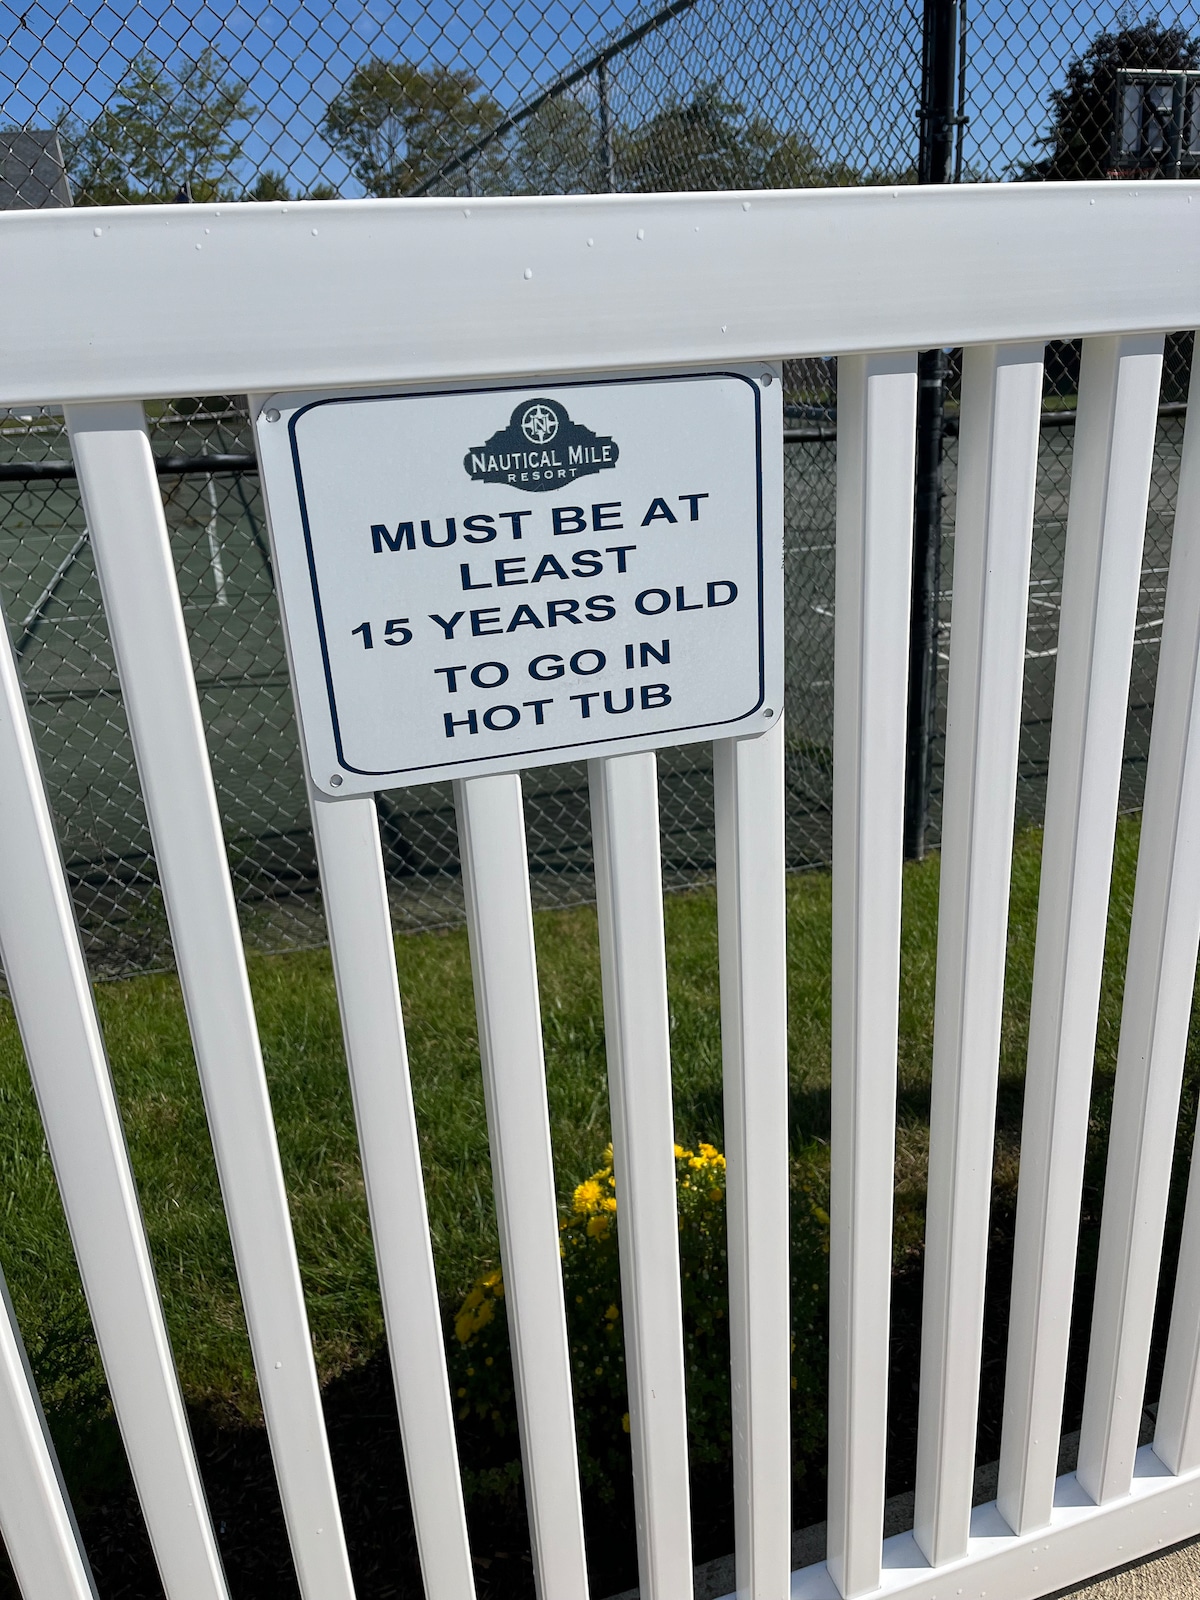 N
NAUTICAL MILE
RESORT
MUST BE AT
LEAST
15 YEARS OLD
TO GO IN
HOT TUB